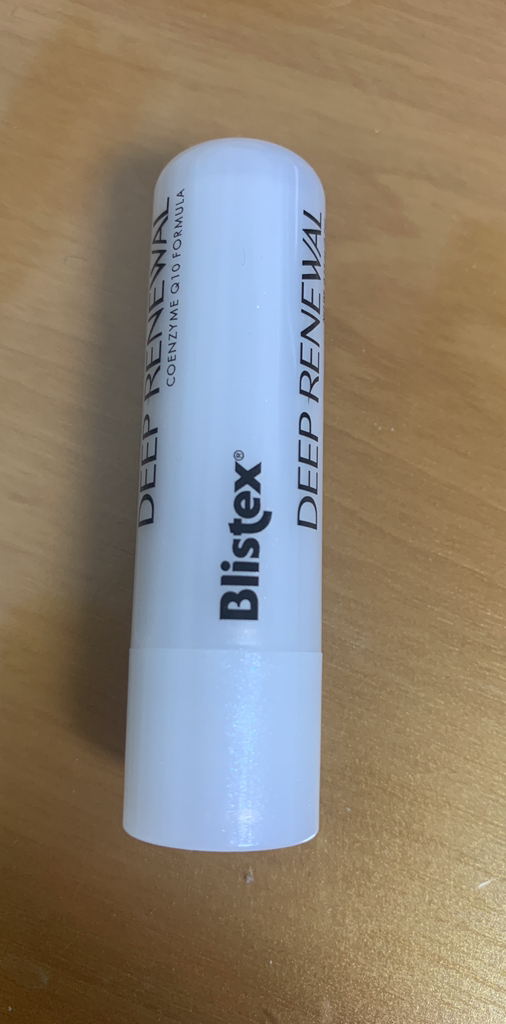 DEEP RENEWAL
COENZYME Q10 FORMULA
Blistex®
DEEP RENEWAL